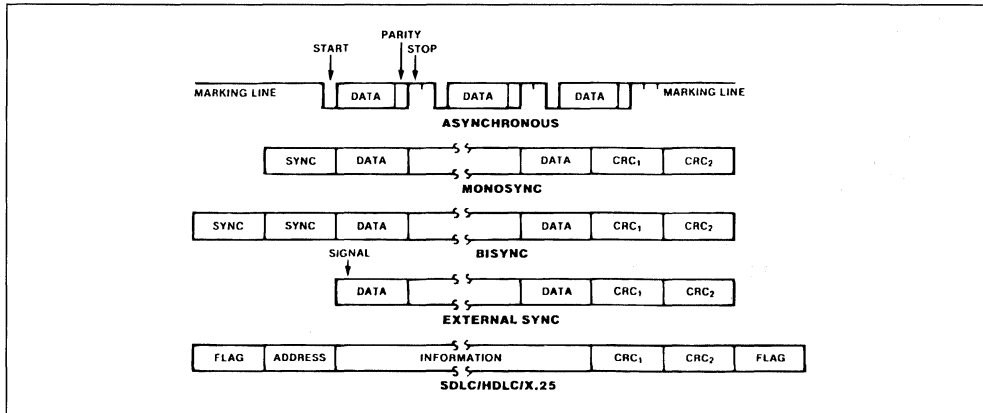 PARITY
START STOP
MARKING LINE DATA DATA DATA MARKING LINE
ASYNCHRONOUS
SYNC DATA DATA CRC₁ CRC₂
MONOSYNC
SYNC SYNC DATA DATA CRC₁ CRC₂
BISYNC
SIGNAL
DATA DATA CRC₁ CRC₂
EXTERNAL SYNC
FLAG ADDRESS INFORMATION CRC₁ CRC₂ FLAG
SDLC/HDLC/X.25